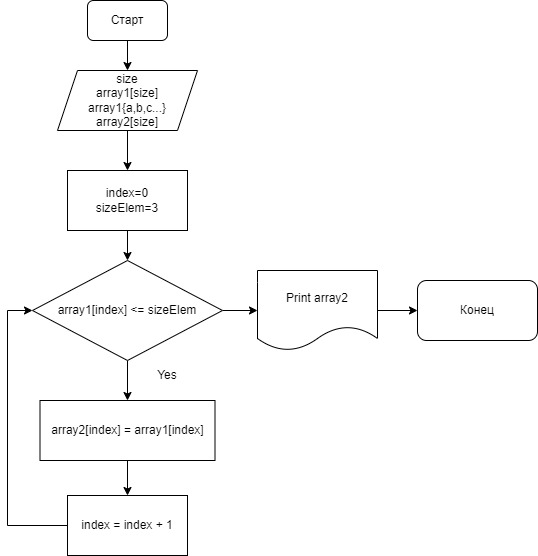 Старт
size
array1[size]
array1{a,b,c...}
array2[size]
index=0
sizeElem=3
array1[index] <= sizeElem
Print array2
Конец
Yes
array2[index] = array1[index]
index = index + 1